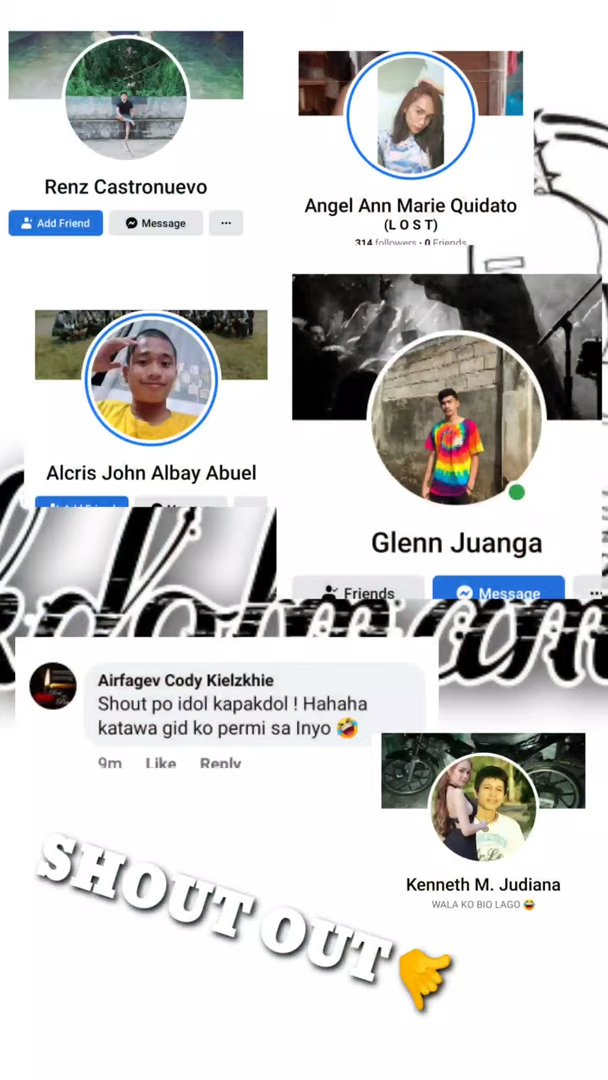 Renz Castronuevo
Add Friend
Message
Angel Ann Marie Quidato
(L O S T)
314 followers · 0 Friends
Alcris John Albay Abuel
Add Friend
Glenn Juanga
Friends
Message
Airfagev Cody Kielzkhie
Shout po idol kapakdol ! Hahaha
katawa gid ko permi sa Inyo 🤣
9m Like Reply
Kenneth M. Judiana
WALA KO BIO LAGO 😂
SHOUT OUT